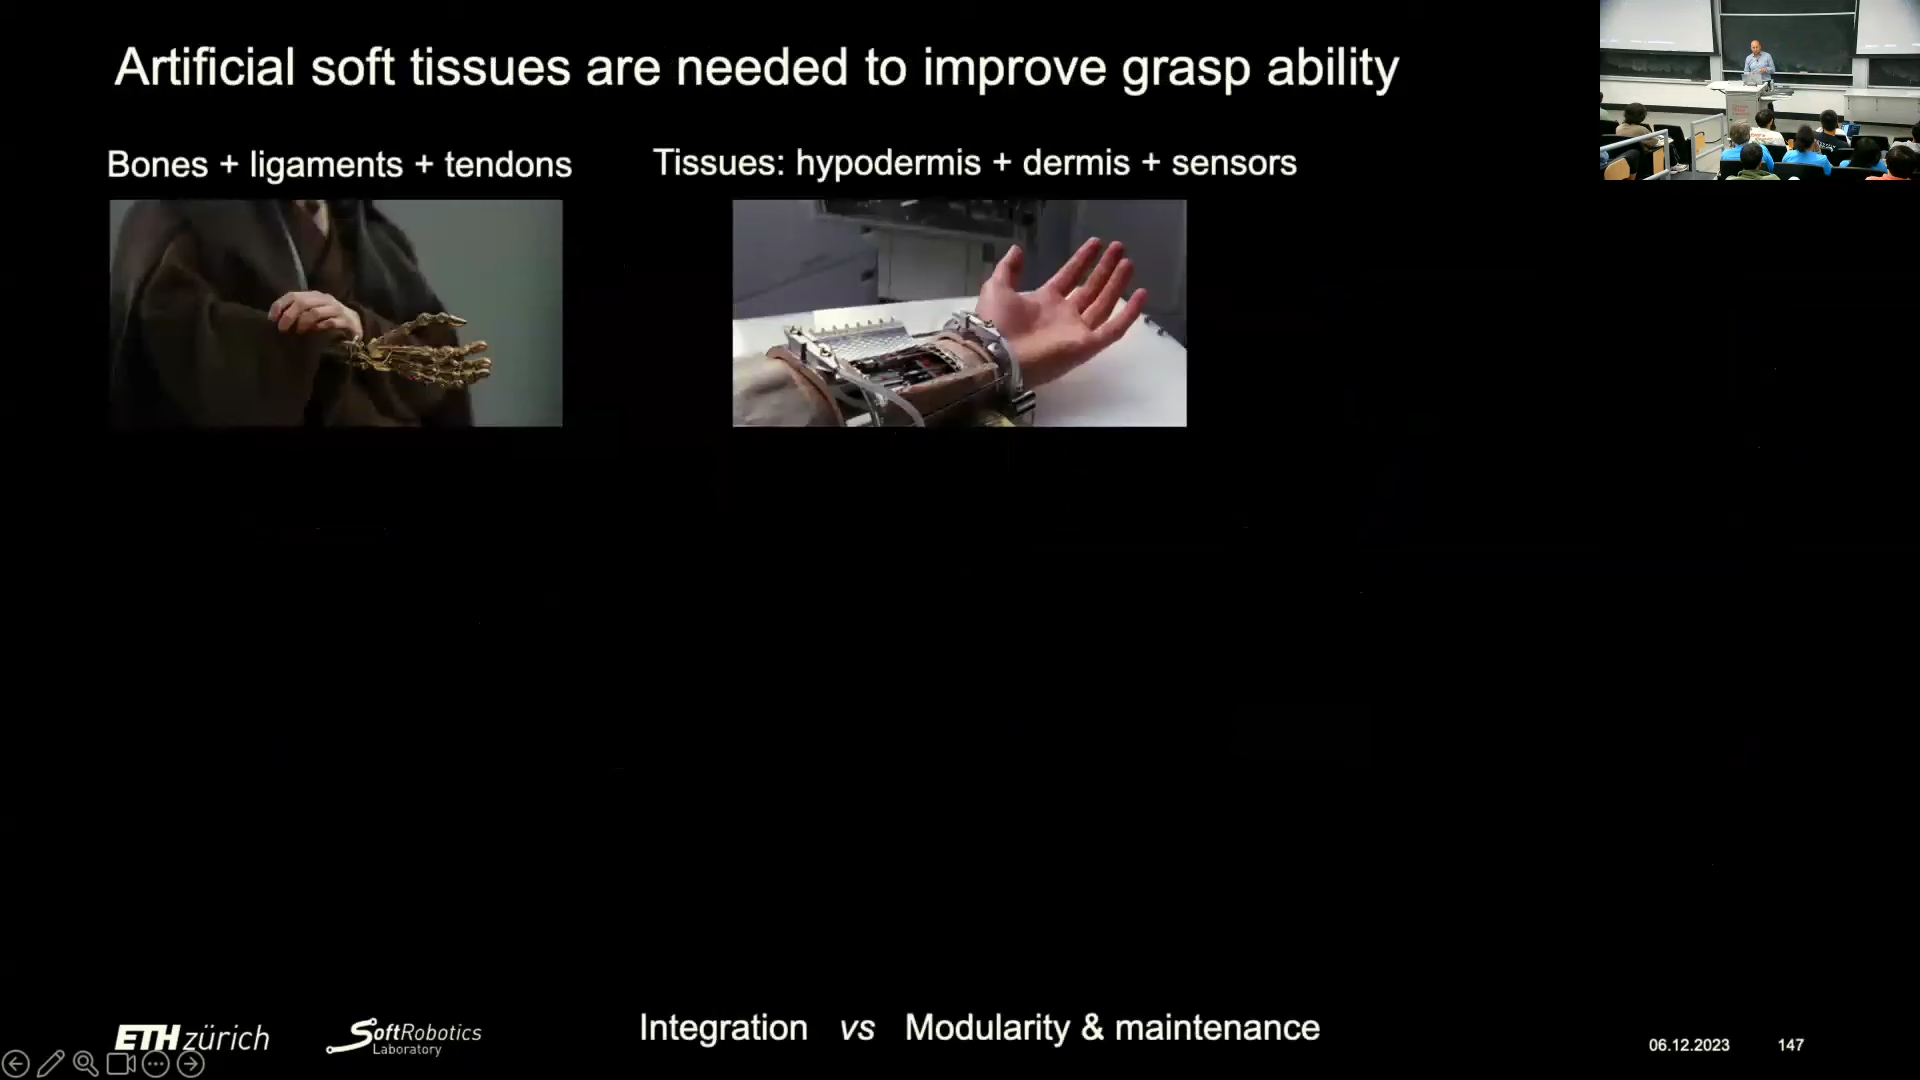 Artificial soft tissues are needed to improve grasp ability
Bones + ligaments + tendons
Tissues: hypodermis + dermis + sensors
ETH zürich
SoftRobotics
Laboratory
Integration vs Modularity & maintenance
06.12.2023
147